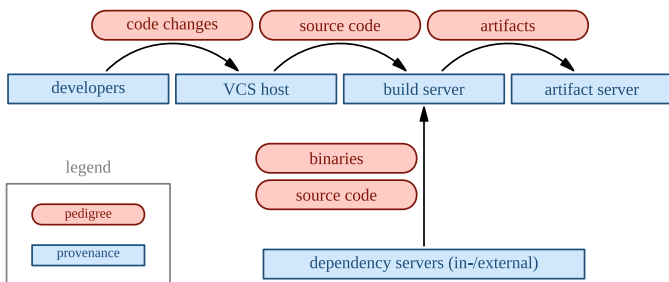 code changes
source code
artifacts
developers
VCS host
build server
artifact server
binaries
source code
legend
pedigree
provenance
dependency servers (in-/external)